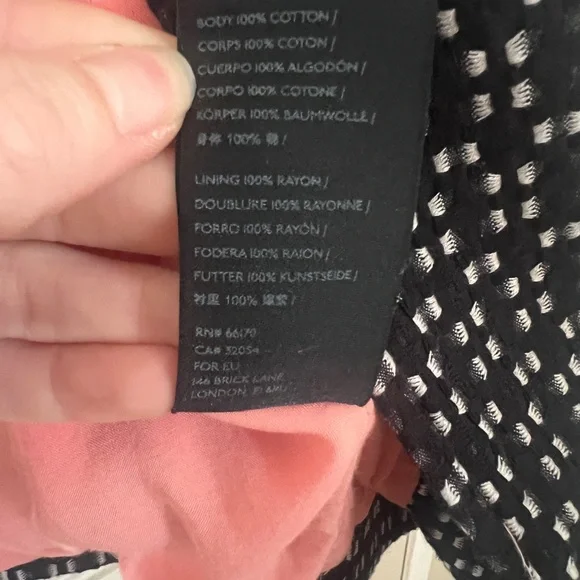 BODY 100% COTTON /
CORPS 100% COTON /
CUERPO 100% ALGODÓN /
CORPO 100% COTONE /
KÖRPER 100% BAUMWOLLE /
身体 100% 棉 /
LINING 100% RAYON /
DOUBLURE 100% RAYONNE /
FORRO 100% RAYÓN /
FODERA 100% RAION /
FUTTER 100% KUNSTSEIDE /
衬里 100% /
RN# 66170
CA# 32054
FOR EU
146 BRICK LANE,
LONDON,